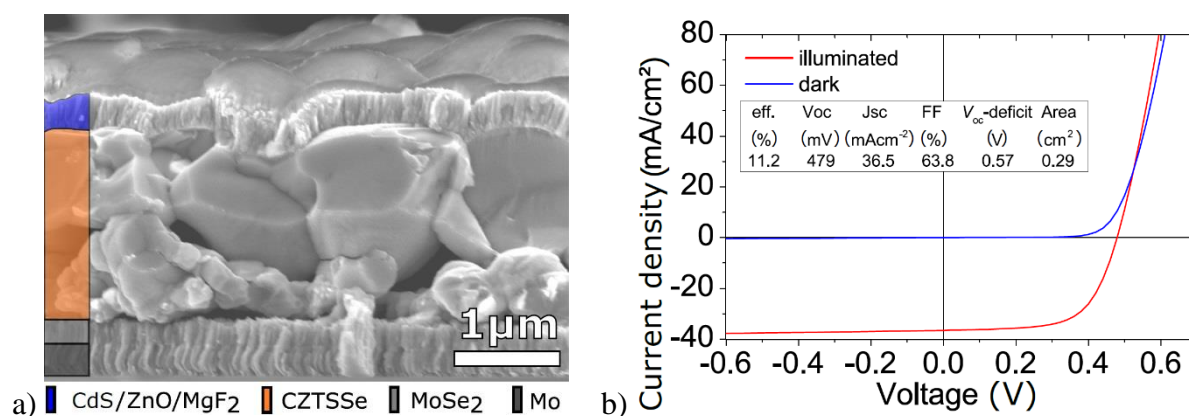 1µm
a) CdS/ZnO/MgF₂ CZTSSe MoSe₂ Mo
b)
Current density (mA/cm²)
80
60
40
20
0
-20
-40
illuminated
dark
eff. Voc Jsc FF Voc-deficit Area
(%) (mV) (mAcm⁻²) (%) (V) (cm²)
11.2 479 36.5 63.8 0.57 0.29
-0.6 -0.4 -0.2 0.0 0.2 0.4 0.6
Voltage (V)